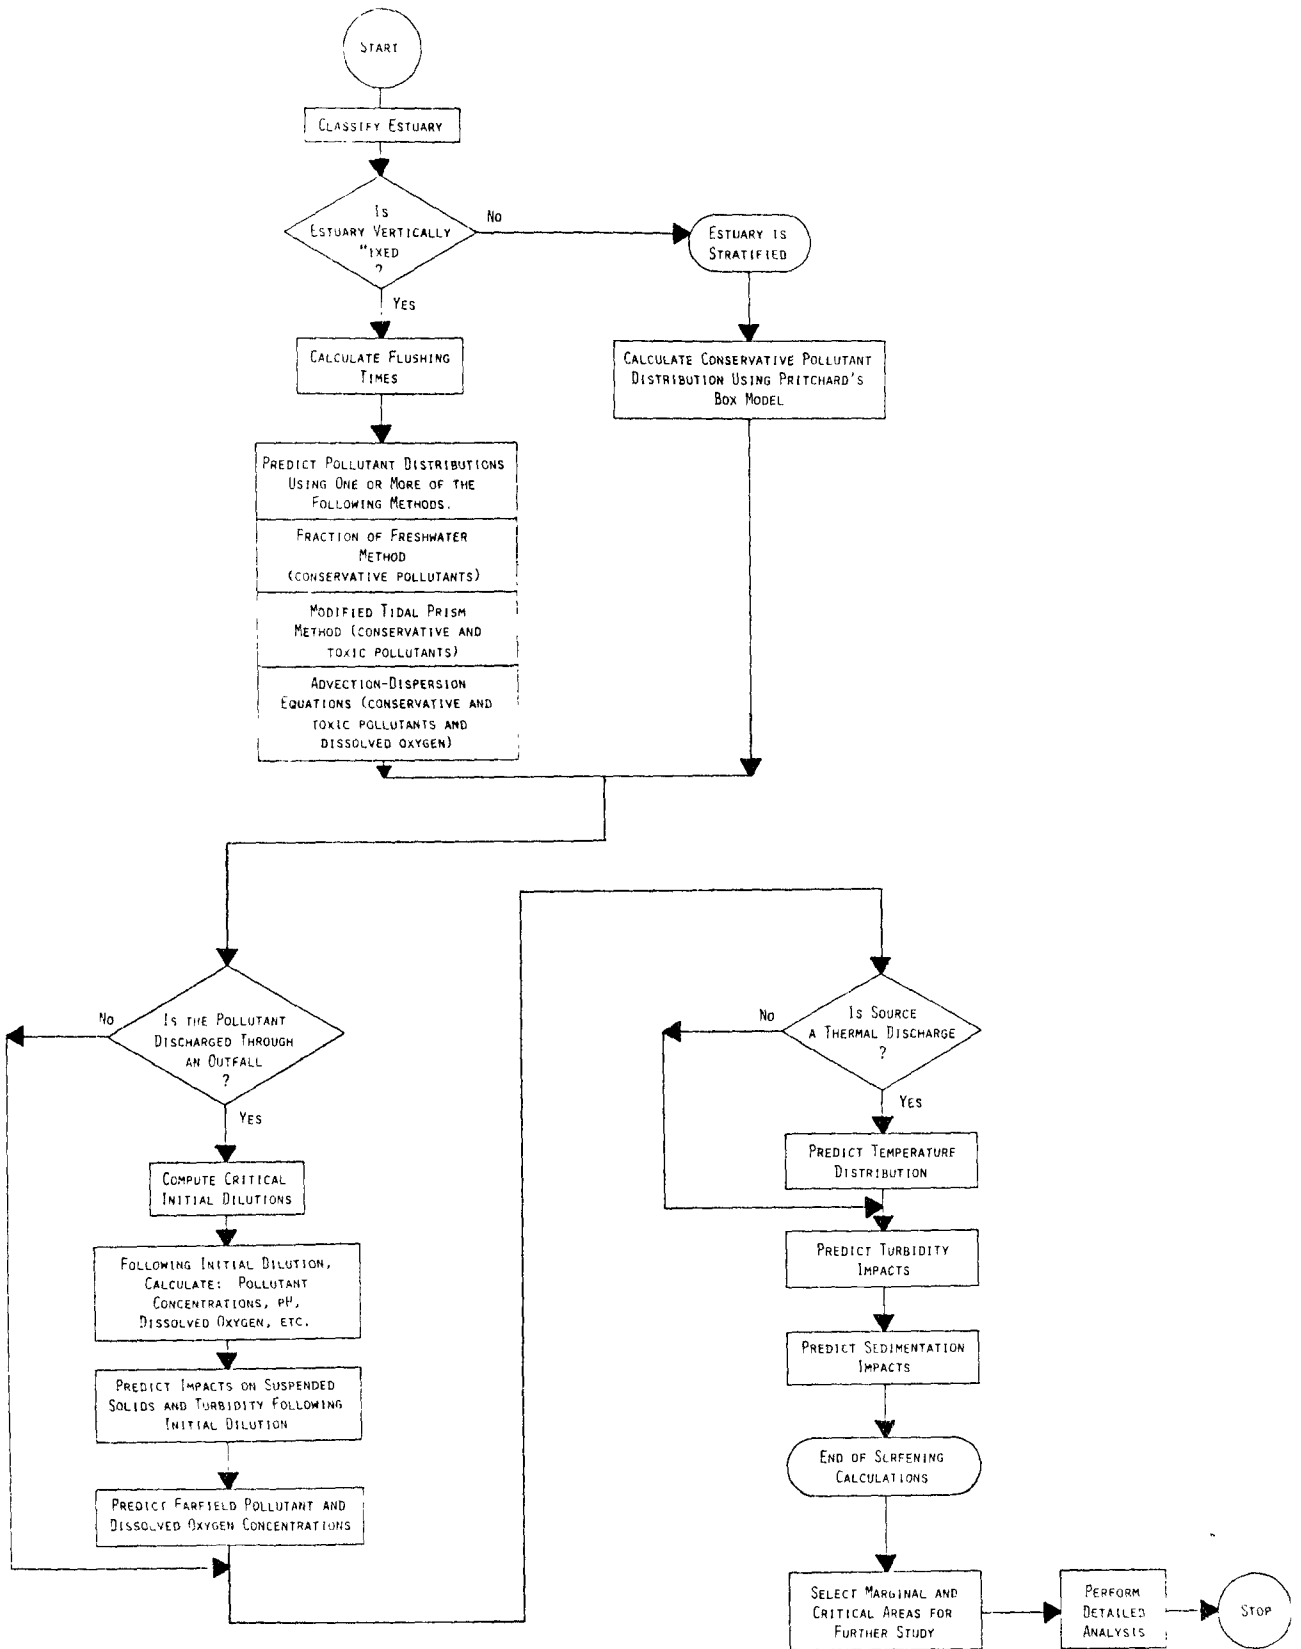 START
CLASSIFY ESTUARY
IS
ESTUARY VERTICALLY
"IXED
?
NO
YES
ESTUARY IS
STRATIFIED
CALCULATE FLUSHING
TIMES
CALCULATE CONSERVATIVE POLLUTANT
DISTRIBUTION USING PRITCHARD'S
BOX MODEL
PREDICT POLLUTANT DISTRIBUTIONS
USING ONE OR MORE OF THE
FOLLOWING METHODS.
FRACTION OF FRESHWATER
METHOD
(CONSERVATIVE POLLUTANTS)
MODIFIED TIDAL PRISM
METHOD (CONSERVATIVE AND
TOXIC POLLUTANTS)
ADVECTION-DISPERSION
EQUATIONS (CONSERVATIVE AND
TOXIC POLLUTANTS AND
DISSOLVED OXYGEN)
NO
IS THE POLLUTANT
DISCHARGED THROUGH
AN OUTFALL
?
YES
COMPUTE CRITICAL
INITIAL DILUTIONS
FOLLOWING INITIAL DILUTION,
CALCULATE: POLLUTANT
CONCENTRATIONS, PH,
DISSOLVED OXYGEN, ETC.
PREDICT IMPACTS ON SUSPENDED
SOLIDS AND TURBIDITY FOLLOWING
INITIAL DILUTION
PREDICT FARFIELD POLLUTANT AND
DISSOLVED OXYGEN CONCENTRATIONS
NO
IS SOURCE
A THERMAL DISCHARGE
?
YES
PREDICT TEMPERATURE
DISTRIBUTION
PREDICT TURBIDITY
IMPACTS
PREDICT SEDIMENTATION
IMPACTS
END OF SCREENING
CALCULATIONS
SELECT MARGINAL AND
CRITICAL AREAS FOR
FURTHER STUDY
PERFORM
DETAILED
ANALYSIS
STOP